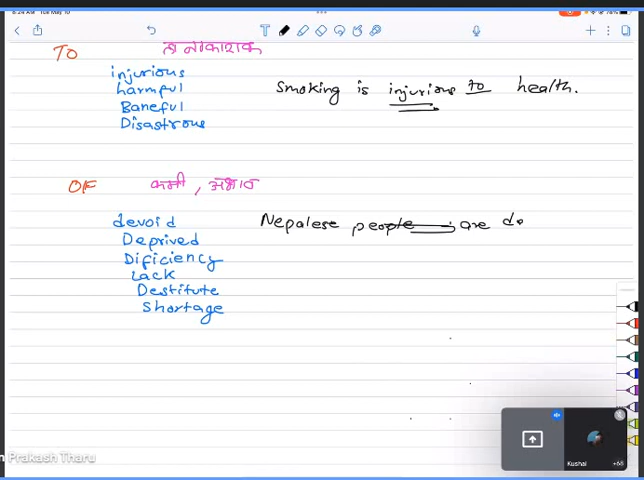 TO
injurious
harmful
Baneful
Disastrous
Smoking is injurious to health.
OF कमी, अभाव
devoid
Deprived
Dificiency
Lack
Destitute
Shortage
Nepalese people are de
Prakash Tharu
Kushal
+68